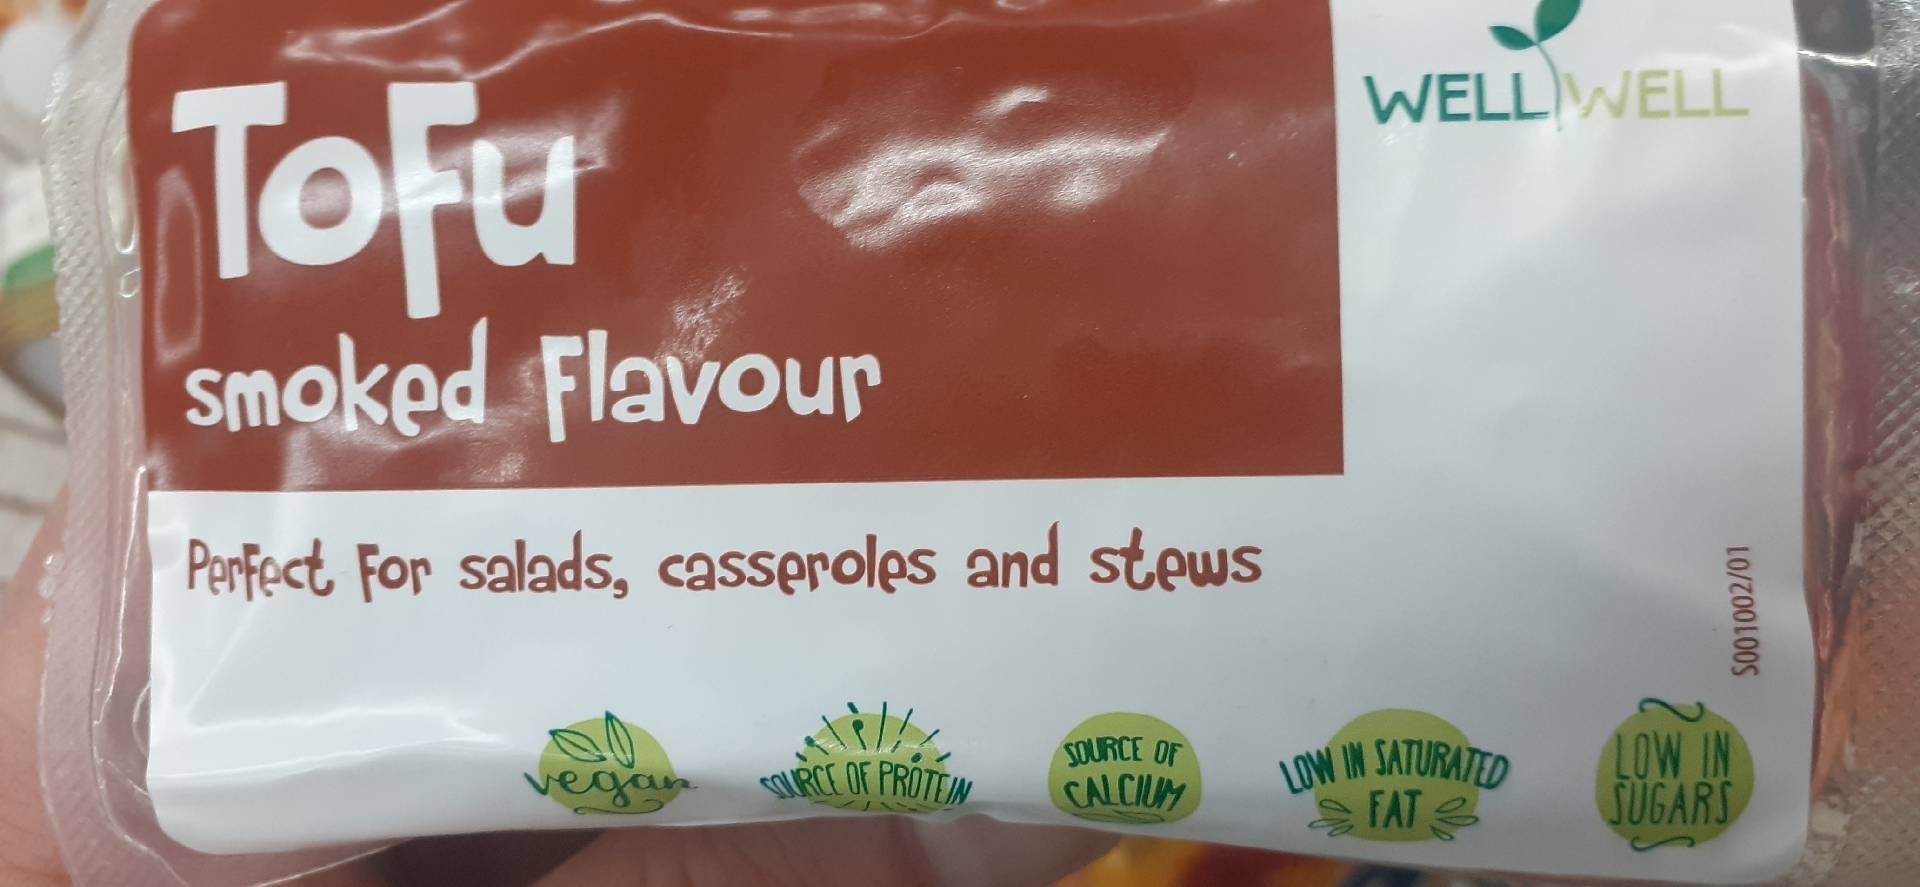 Tofu
smoked Flavour
WELL WELL
Perfect For salads, casseroles and stews
S001002/01
vegan
SOURCE OF PROTEIN
SOURCE OF
CALCIUM
LOW IN SATURATED
FAT
LOW IN
SUGARS